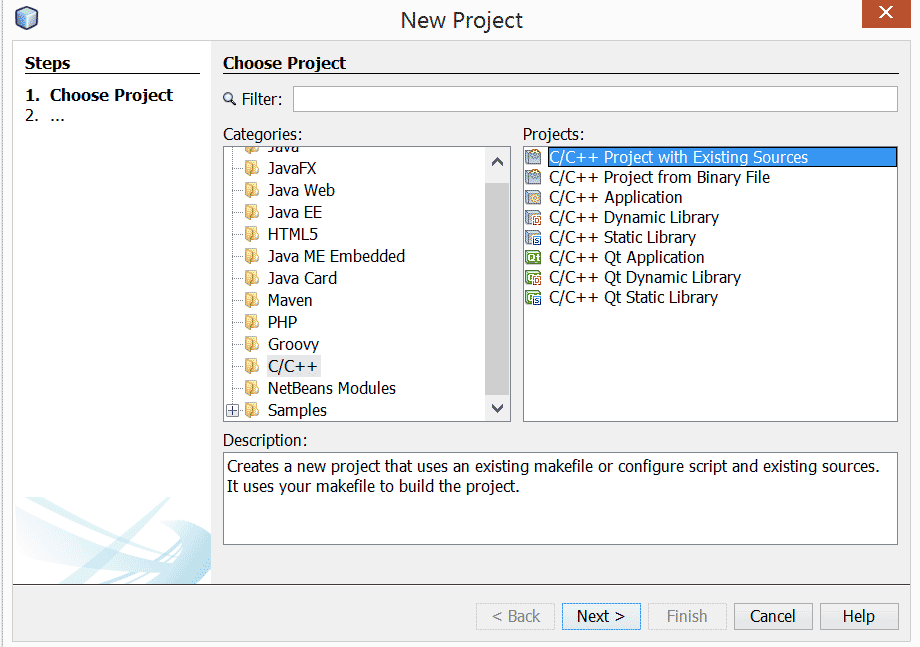 New Project
Steps
1. Choose Project
2. ...
Choose Project
Filter:
Categories:
Java
JavaFX
Java Web
Java EE
HTML5
Java ME Embedded
Java Card
Maven
PHP
Groovy
C/C++
NetBeans Modules
Samples
Projects:
C/C++ Project with Existing Sources
C/C++ Project from Binary File
C/C++ Application
C/C++ Dynamic Library
C/C++ Static Library
C/C++ Qt Application
C/C++ Qt Dynamic Library
C/C++ Qt Static Library
Description:
Creates a new project that uses an existing makefile or configure script and existing sources.
It uses your makefile to build the project.
< Back Next > Finish Cancel Help